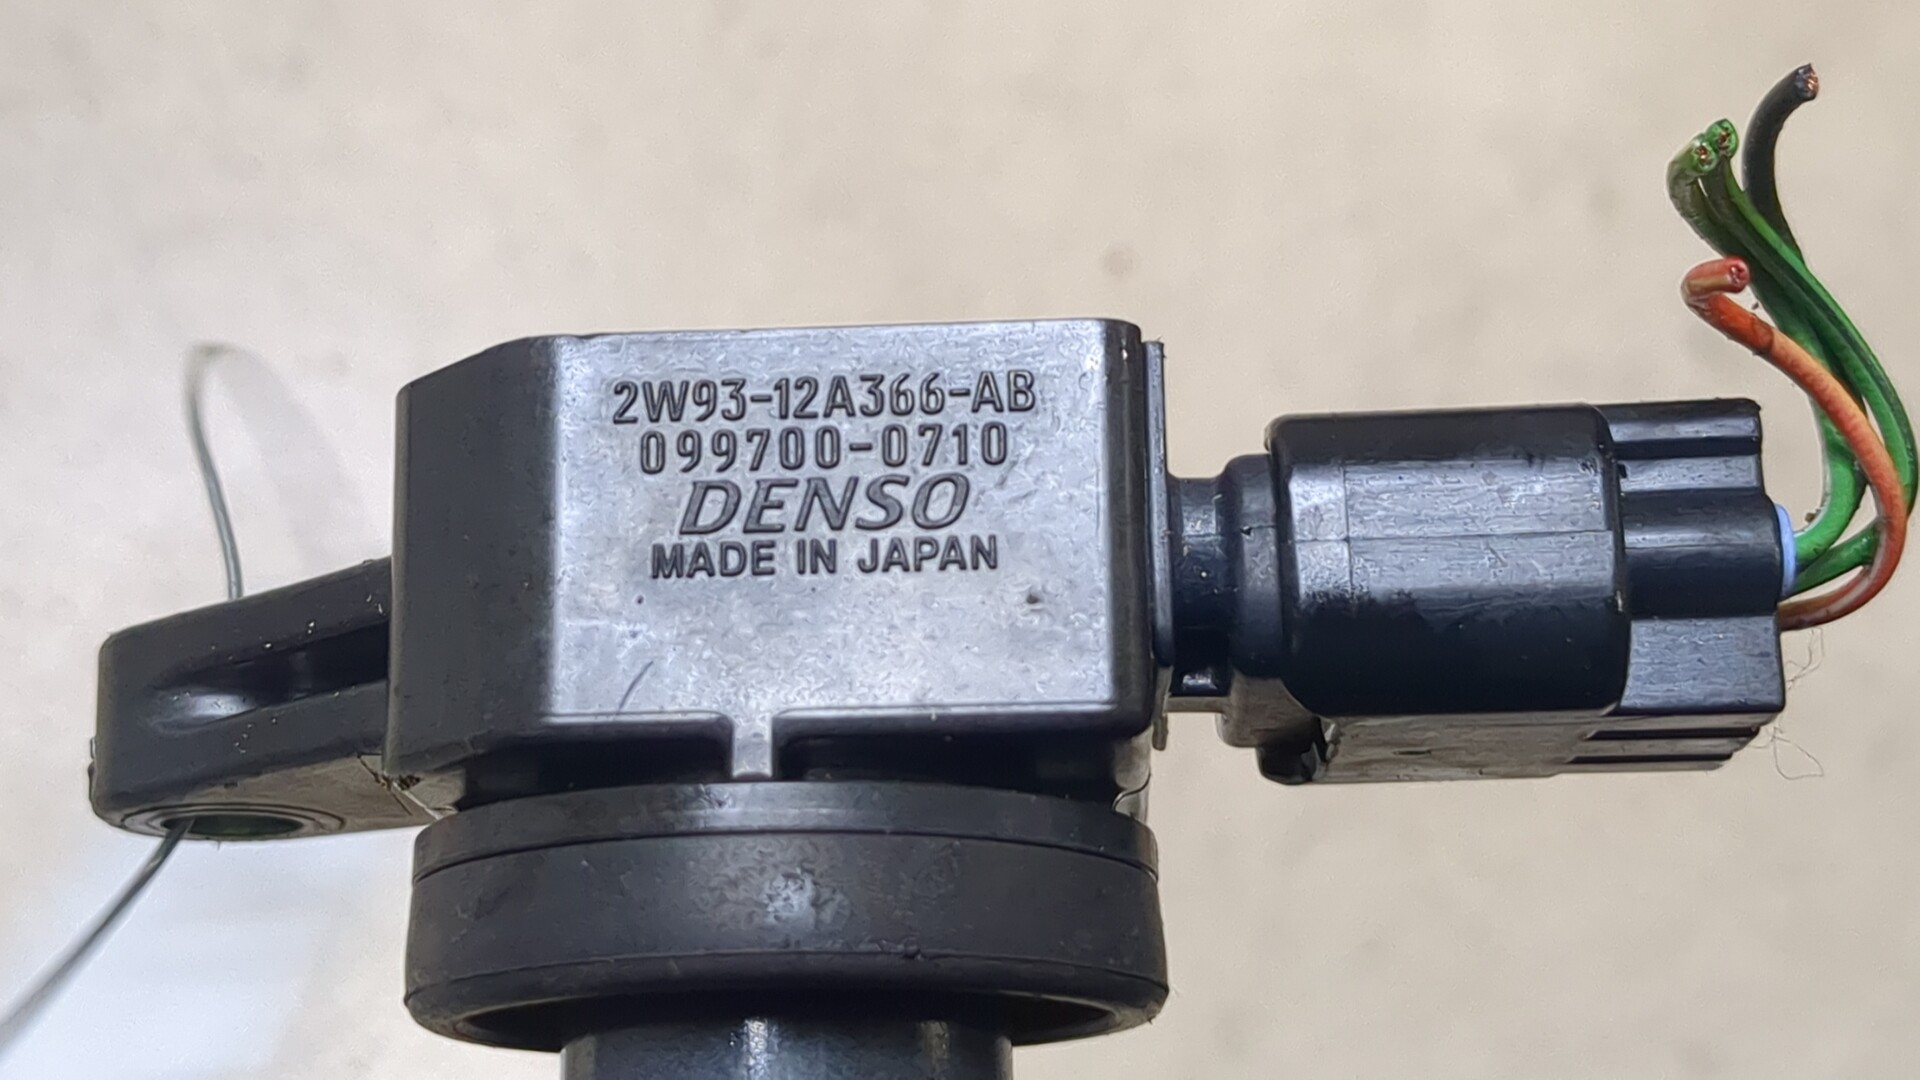 2W93-12A366-AB
099700-0710
DENSO
MADE IN JAPAN